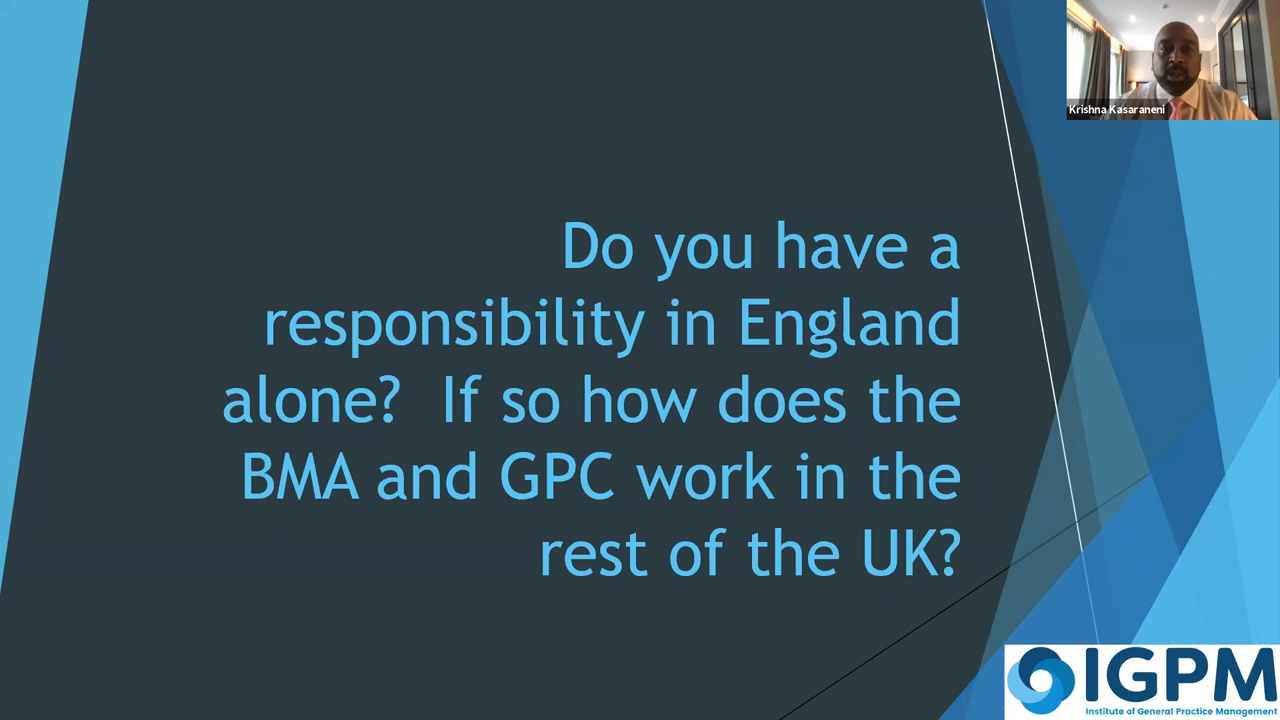 Krishna Kasaraneni
Do you have a
responsibility in England
alone?  If so how does the
BMA and GPC work in the
rest of the UK?
IGPM
Institute of General Practice Management